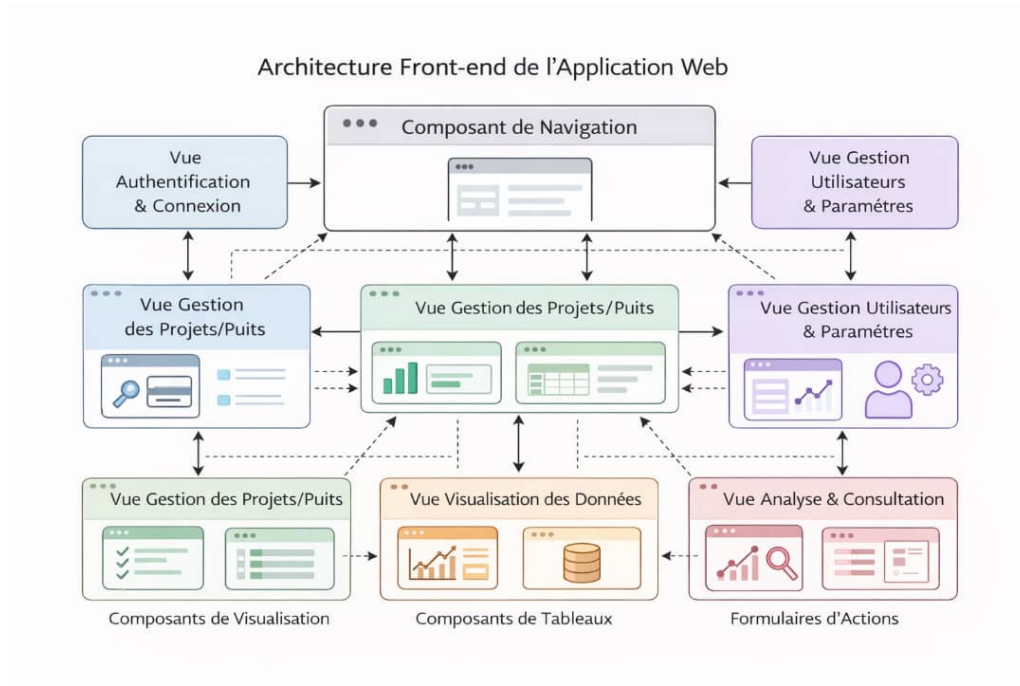 Architecture Front-end de l'Application Web
Composant de Navigation
Vue
Authentification
& Connexion
Vue Gestion
Utilisateurs
& Paramétres
Vue Gestion
des Projets/Puits
Vue Gestion des Projets/Puits
Vue Gestion Utilisateurs
& Paramétres
Vue Gestion des Projets/Puits
Vue Visualisation des Données
Vue Analyse & Consultation
Composants de Visualisation
Composants de Tableaux
Formulaires d'Actions